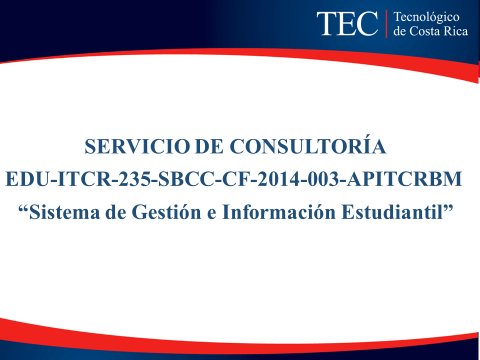 TEC Tecnológico
de Costa Rica
SERVICIO DE CONSULTORÍA
EDU-ITCR-235-SBCC-CF-2014-003-APITCRBM
“Sistema de Gestión e Información Estudiantil”